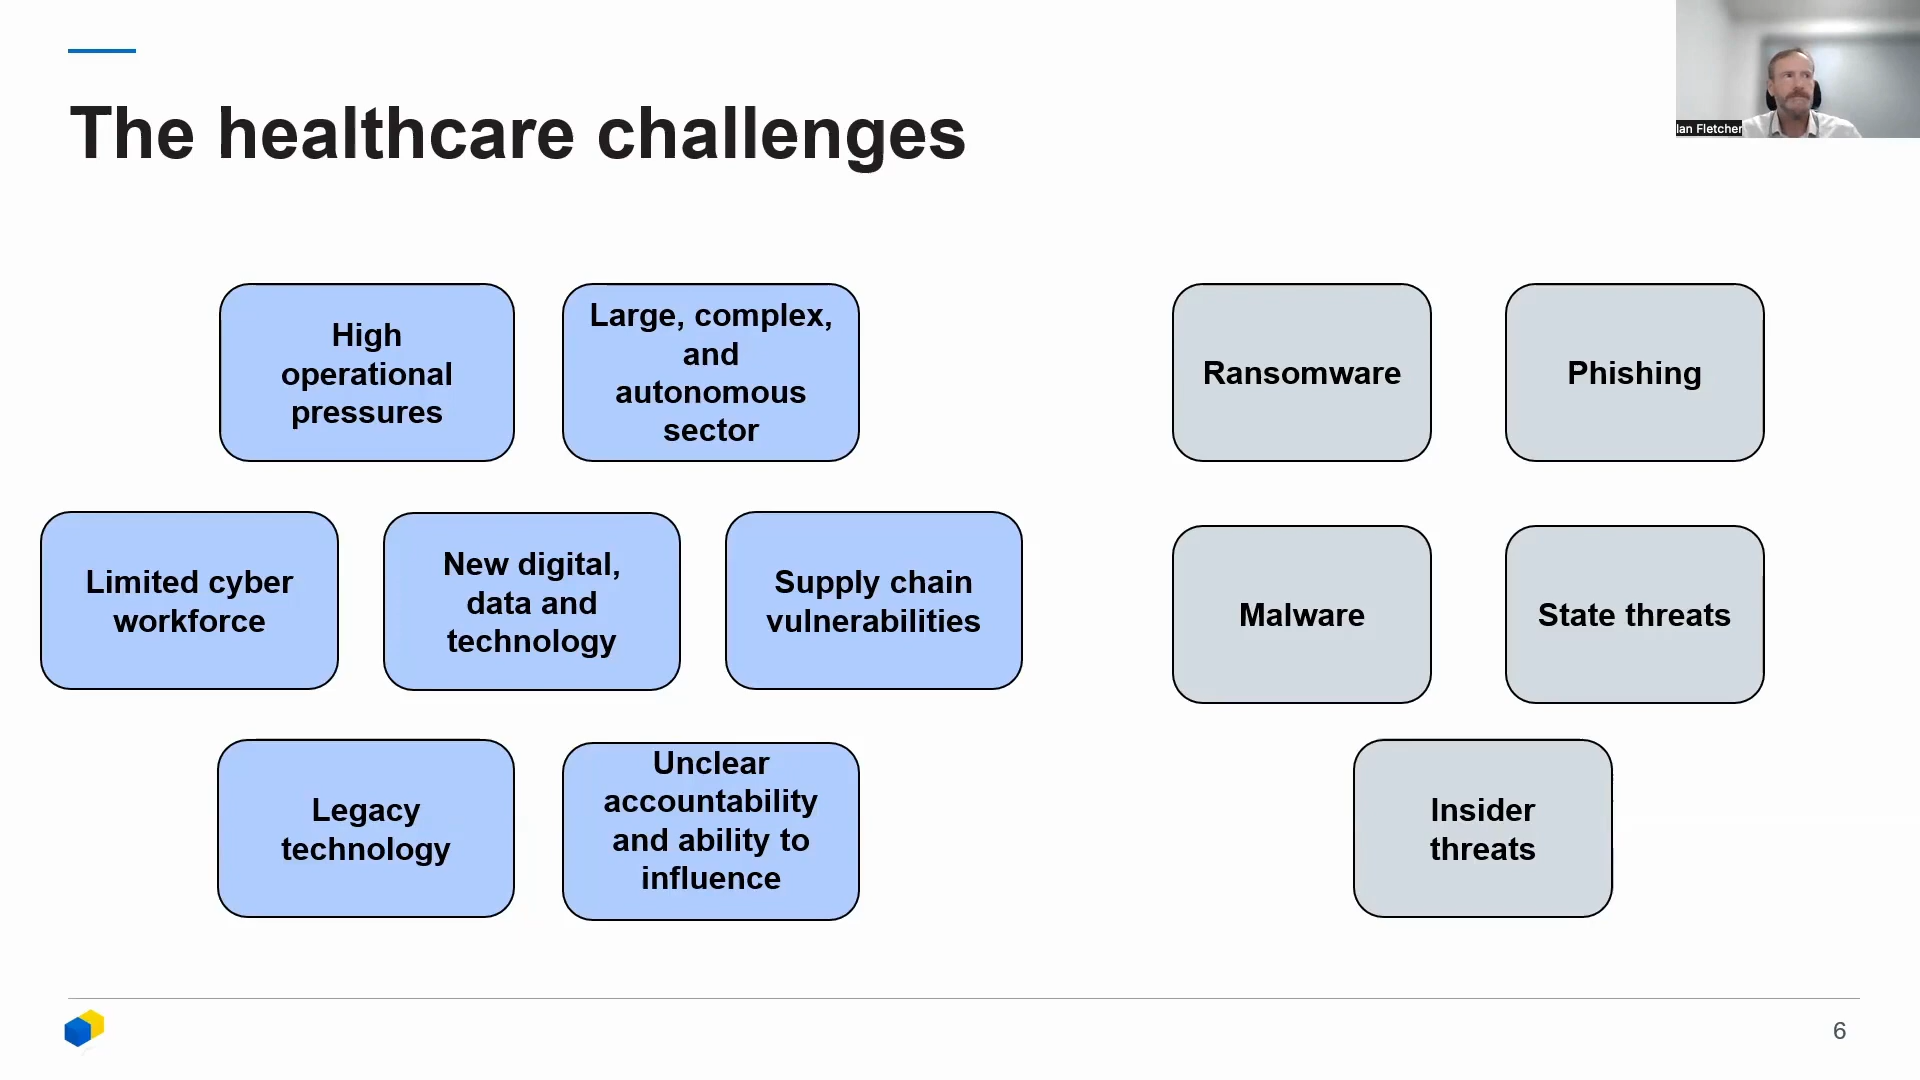 The healthcare challenges
Ian Fletcher
High
operational
pressures
Large, complex,
and
autonomous
sector
Limited cyber
workforce
New digital,
data and
technology
Supply chain
vulnerabilities
Legacy
technology
Unclear
accountability
and ability to
influence
Ransomware
Phishing
Malware
State threats
Insider
threats
6